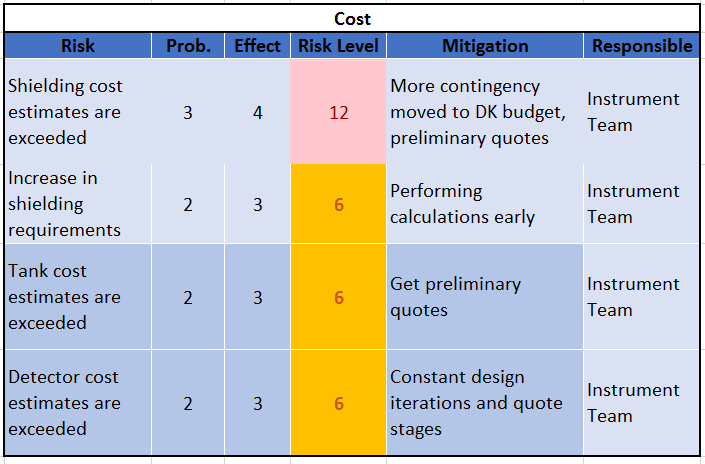 Cost
Risk Prob. Effect Risk Level Mitigation Responsible
Shielding cost
estimates are
exceeded
3
4
12
More contingency
moved to DK budget,
preliminary quotes
Instrument
Team
Increase in
shielding
requirements
2
3
6
Performing
calculations early
Instrument
Team
Tank cost
estimates are
exceeded
2
3
6
Get preliminary
quotes
Instrument
Team
Detector cost
estimates are
exceeded
2
3
6
Constant design
iterations and quote
stages
Instrument
Team